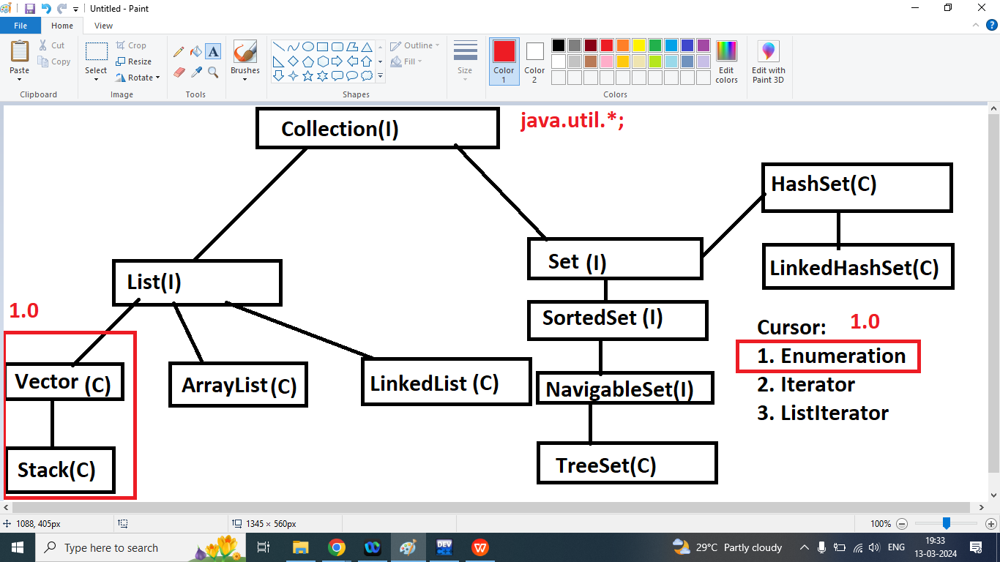 Untitled - Paint
File Home View
Paste
Cut
Copy
Clipboard
Select
Crop
Resize
Rotate
Image
A
Tools
Brushes
Shapes
Outline
Fill
Size
Color 1
Color 2
Colors
Edit colors
Edit with Paint 3D
Collection(I)
java.util.*;
HashSet(C)
LinkedHashSet(C)
List(I)
Set (I)
1.0
SortedSet (I)
Cursor: 1.0
1. Enumeration
2. Iterator
3. ListIterator
Vector (C)
ArrayList (C)
LinkedList (C)
NavigableSet(I)
Stack(C)
TreeSet(C)
1088, 405px
1345 × 560px
100%
Type here to search
DEV
29°C Partly cloudy
ENG
19:33
13-03-2024